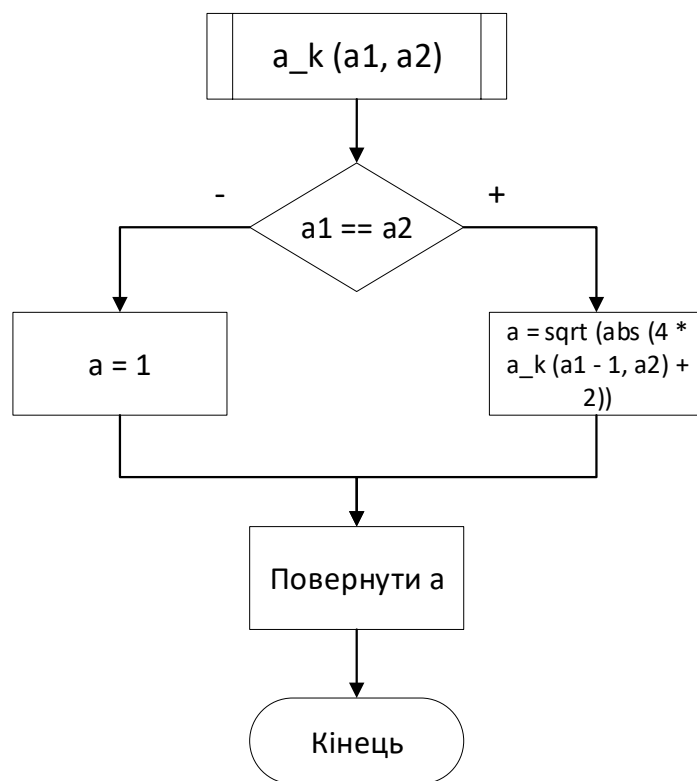 a_k (a1, a2)
-
+
a1 == a2
a = 1
a = sqrt (abs (4 *
a_k (a1 - 1, a2) +
2))
Повернути a
Кінець